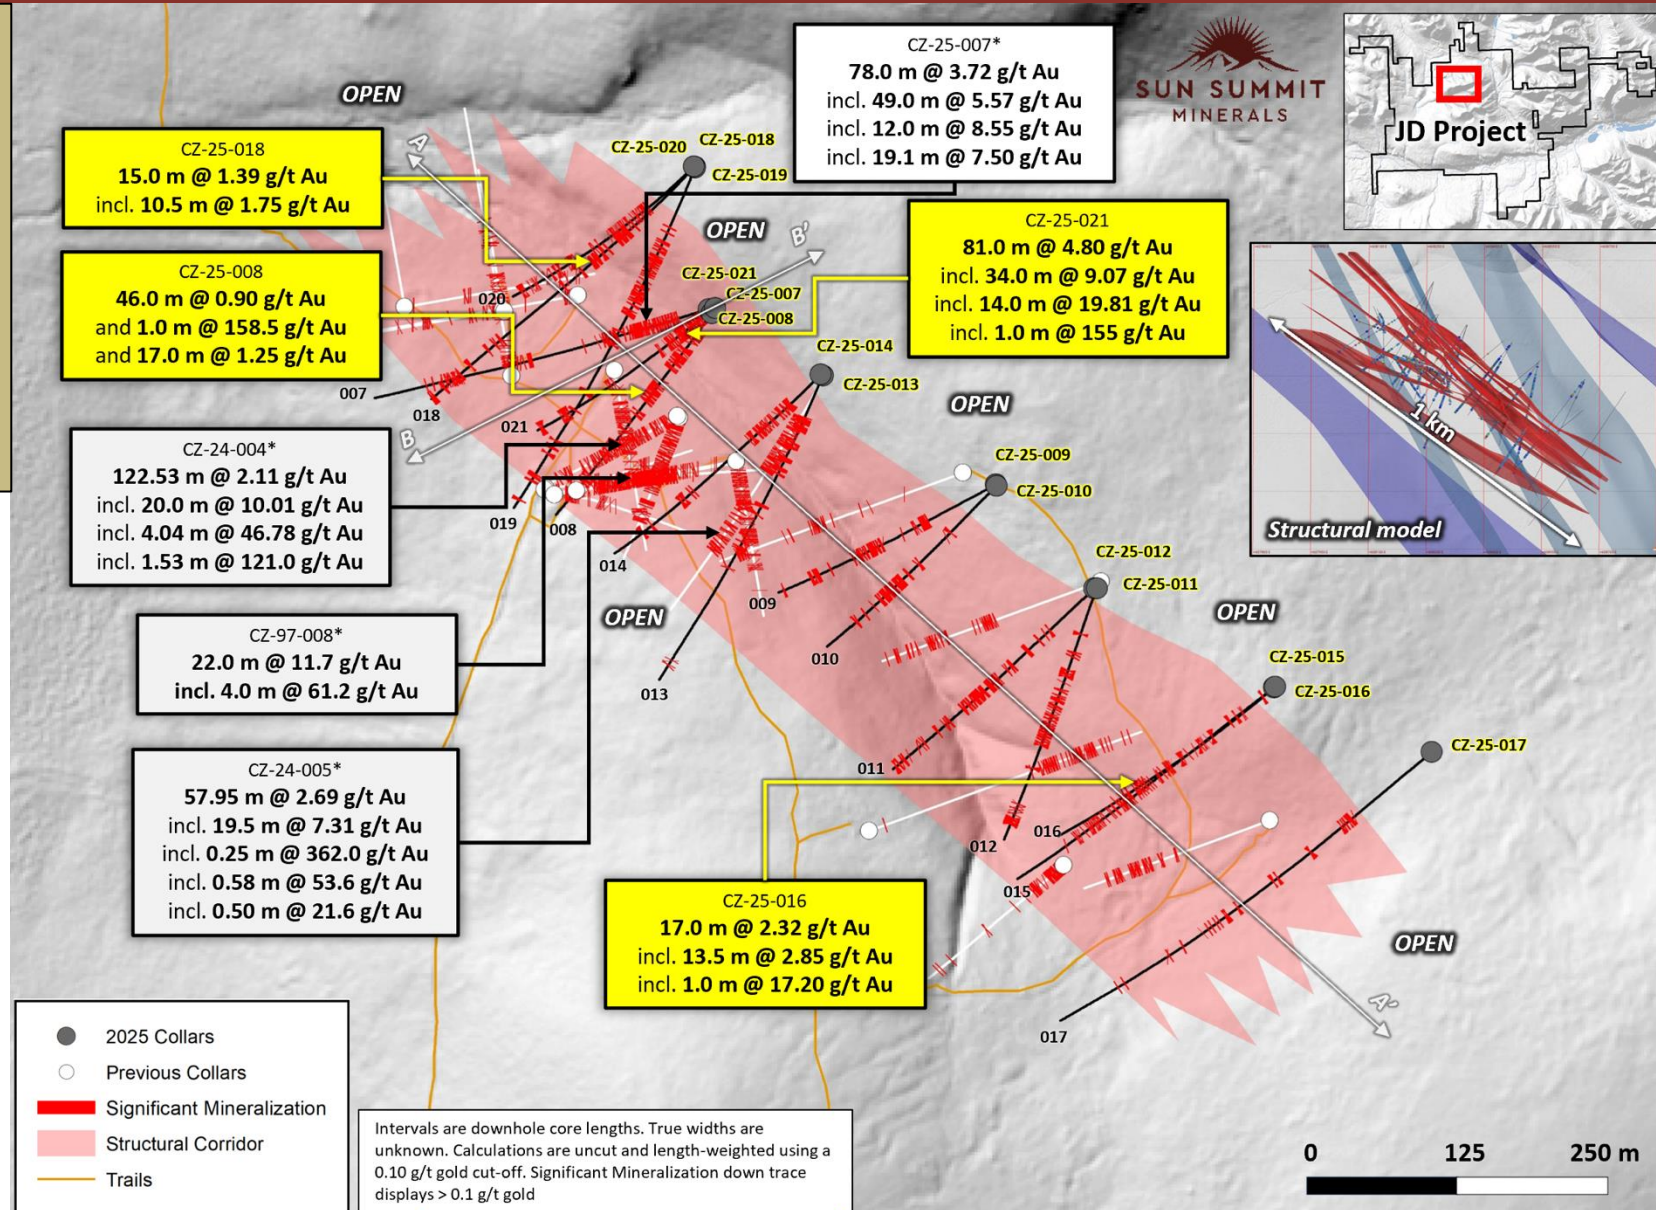 OPEN
CZ-25-007*
78.0 m @ 3.72 g/t Au
incl. 49.0 m @ 5.57 g/t Au
incl. 12.0 m @ 8.55 g/t Au
incl. 19.1 m @ 7.50 g/t Au
SUN SUMMIT
MINERALS
JD Project
CZ-25-018
15.0 m @ 1.39 g/t Au
incl. 10.5 m @ 1.75 g/t Au
A
CZ-25-020
CZ-25-018
CZ-25-019
OPEN
B'
CZ-25-021
81.0 m @ 4.80 g/t Au
incl. 34.0 m @ 9.07 g/t Au
incl. 14.0 m @ 19.81 g/t Au
incl. 1.0 m @ 155 g/t Au
CZ-25-008
46.0 m @ 0.90 g/t Au
and 1.0 m @ 158.5 g/t Au
and 17.0 m @ 1.25 g/t Au
020
CZ-25-021
CZ-25-007
CZ-25-008
CZ-25-014
CZ-25-013
007
018
021
B
OPEN
1 km
Structural model
CZ-24-004*
122.53 m @ 2.11 g/t Au
incl. 20.0 m @ 10.01 g/t Au
incl. 4.04 m @ 46.78 g/t Au
incl. 1.53 m @ 121.0 g/t Au
CZ-25-009
CZ-25-010
019
008
014
009
OPEN
CZ-25-012
CZ-25-011
OPEN
CZ-97-008*
22.0 m @ 11.7 g/t Au
incl. 4.0 m @ 61.2 g/t Au
010
013
CZ-25-015
CZ-25-016
CZ-25-017
CZ-24-005*
57.95 m @ 2.69 g/t Au
incl. 19.5 m @ 7.31 g/t Au
incl. 0.25 m @ 362.0 g/t Au
incl. 0.58 m @ 53.6 g/t Au
incl. 0.50 m @ 21.6 g/t Au
011
016
012
015
CZ-25-016
17.0 m @ 2.32 g/t Au
incl. 13.5 m @ 2.85 g/t Au
incl. 1.0 m @ 17.20 g/t Au
OPEN
A'
017
2025 Collars
Previous Collars
Significant Mineralization
Structural Corridor
Trails
Intervals are downhole core lengths. True widths are
unknown. Calculations are uncut and length-weighted using a
0.10 g/t gold cut-off. Significant Mineralization down trace
displays > 0.1 g/t gold
0 125 250 m